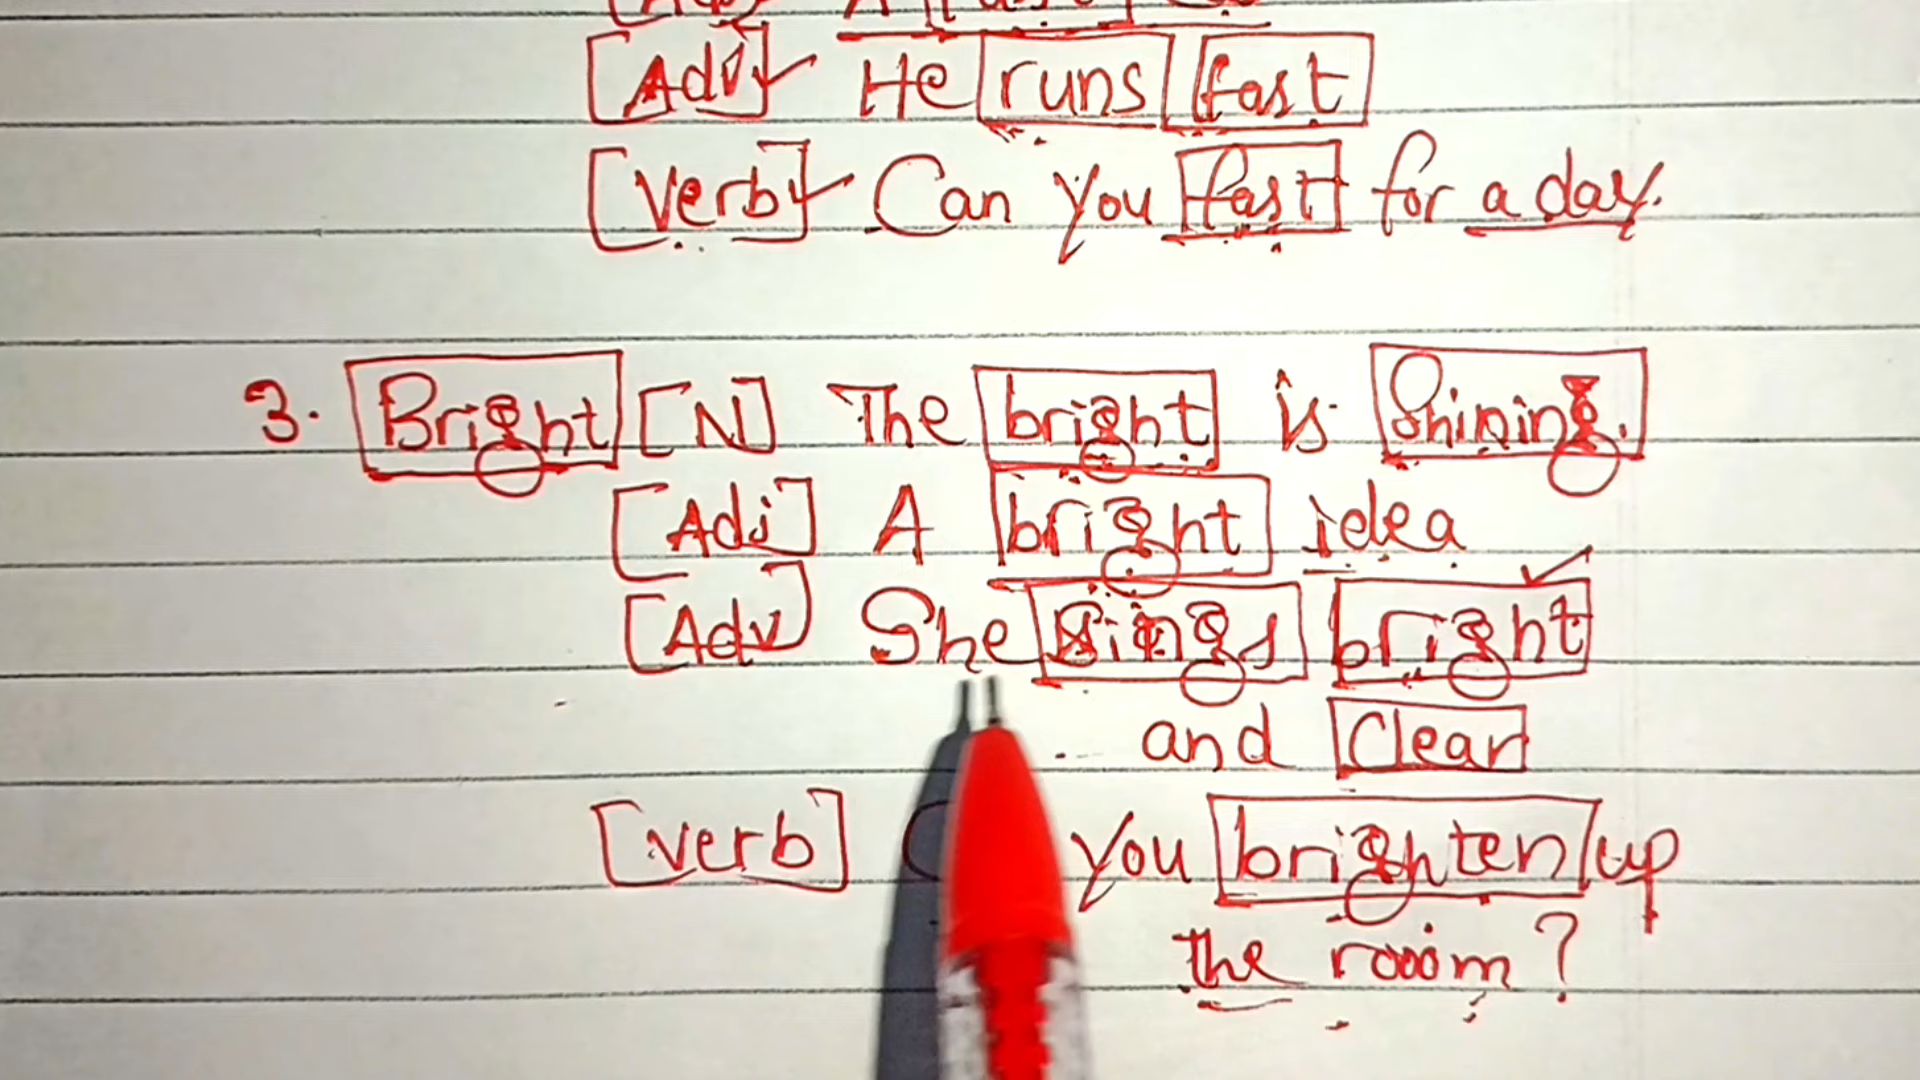 [Adv] He runs fast
[Verb] Can you fast for a day.
3. Bright [N] The bright is Shining.
[Adj] A bright idea
[Adv] She sings bright
and Clear
[verb] you brighten up
the rooom?